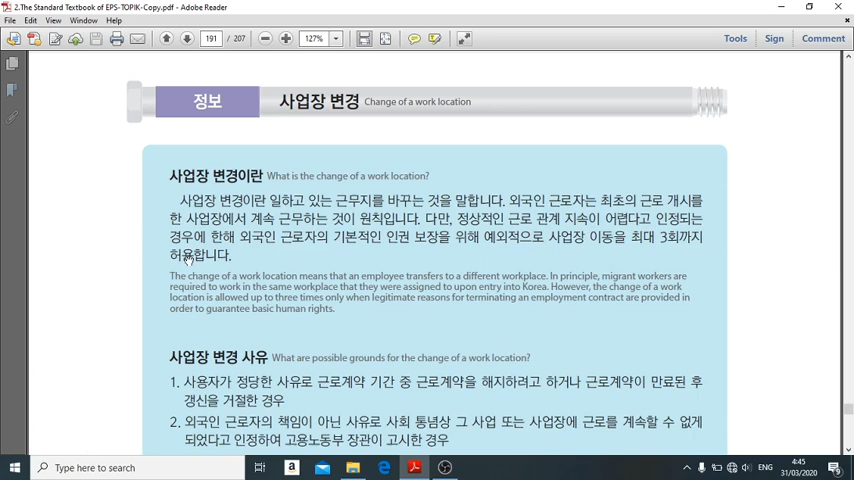 2.The Standard Textbook of EPS-TOPIK-Copy.pdf - Adobe Reader
File Edit View Window Help
191 / 207 127% Tools Sign Comment
정보 사업장 변경 Change of a work location
사업장 변경이란 What is the change of a work location?
사업장 변경이란 일하고 있는 근무지를 바꾸는 것을 말합니다. 외국인 근로자는 최초의 근로 개시를
한 사업장에서 계속 근무하는 것이 원칙입니다. 다만, 정상적인 근로 관계 지속이 어렵다고 인정되는
경우에 한해 외국인 근로자의 기본적인 인권 보장을 위해 예외적으로 사업장 이동을 최대 3회까지
허용합니다.
The change of a work location means that an employee transfers to a different workplace. In principle, migrant workers are
required to work in the same workplace that they were assigned to upon entry into Korea. However, the change of a work
location is allowed up to three times only when legitimate reasons for terminating an employment contract are provided in
order to guarantee basic human rights.
사업장 변경 사유 What are possible grounds for the change of a work location?
1. 사용자가 정당한 사유로 근로계약 기간 중 근로계약을 해지하려고 하거나 근로계약이 만료된 후
갱신을 거절한 경우
2. 외국인 근로자의 책임이 아닌 사유로 사회 통념상 그 사업 또는 사업장에 근로를 계속할 수 없게
되었다고 인정하여 고용노동부 장관이 고시한 경우
Type here to search a ENG 4:45
31/03/2020 9